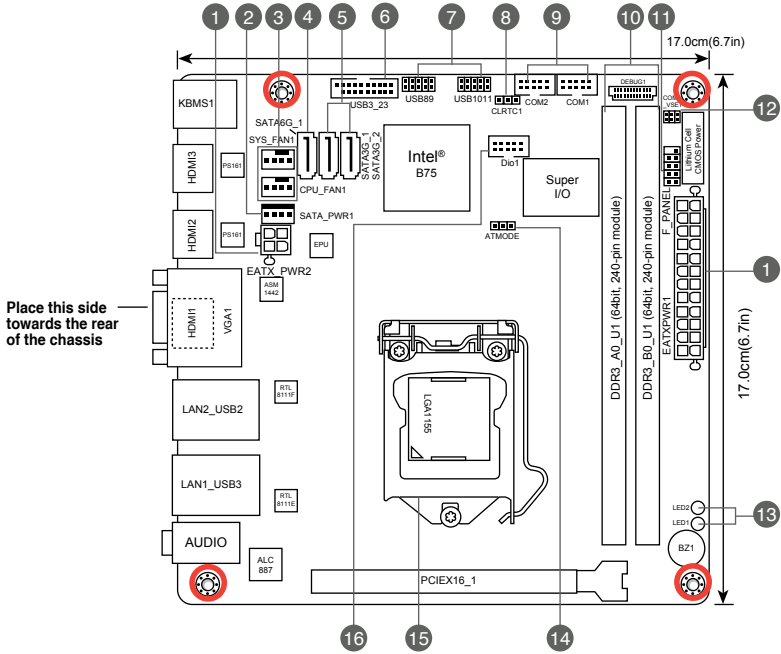 1 2 3 4 5 6 7 8 9 10 11
17.0cm(6.7in)
KBMS1
USB3_23
USB89
USB1011
CLRTC1
COM2
COM1
DEBUG1
12
SATA6G_1
SYS_FAN1
SATA3G_1
SATA3G_2
Intel®
B75
Dio1
Super
I/O
Lithium Cell
CMOS Power
HDMI3
PS161
CPU_FAN1
F_PANEL
HDMI2
PS161
SATA_PWR1
EPU
ATMODE
EATX_PWR2
ASM
1442
1
Place this side
towards the rear
of the chassis
HDMI1
VGA1
DDR3_A0_U1 (64bit, 240-pin module)
DDR3_B0_U1 (64bit, 240-pin module)
EATXPWR1
17.0cm(6.7in)
LAN2_USB2
RTL
8111F
LGA1155
LAN1_USB3
RTL
8111E
LED2
LED1
13
AUDIO
ALC
887
BZ1
PCIEX16_1
16 15 14